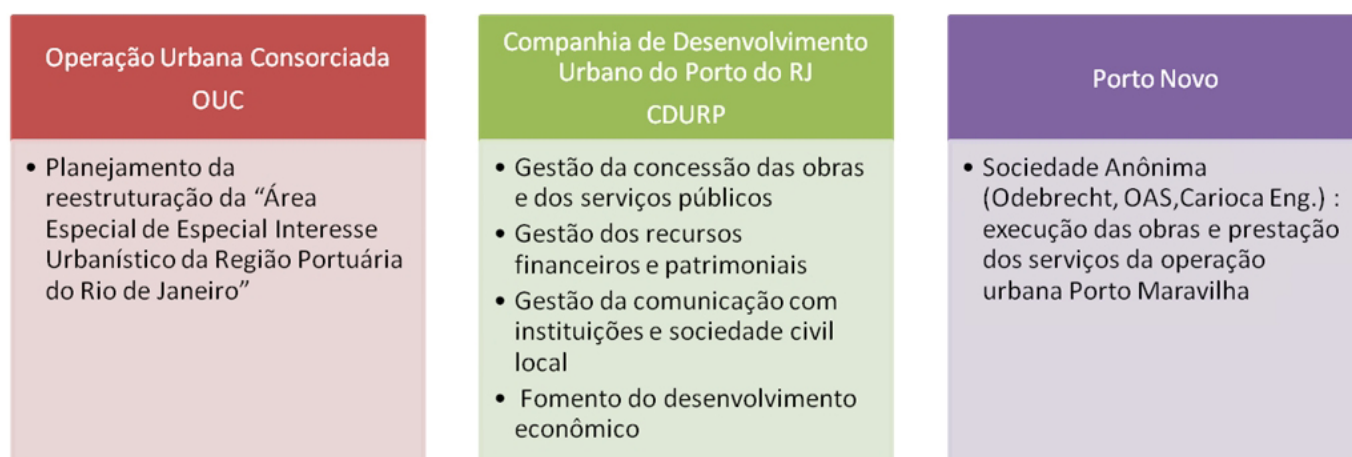 Operação Urbana Consorciada
OUC
• Planejamento da
reestruturação da “Área
Especial de Especial Interesse
Urbanístico da Região Portuária
do Rio de Janeiro”
Companhia de Desenvolvimento
Urbano do Porto do RJ
CDURP
• Gestão da concessão das obras
e dos serviços públicos
• Gestão dos recursos
financeiros e patrimoniais
• Gestão da comunicação com
instituições e sociedade civil
local
• Fomento do desenvolvimento
econômico
Porto Novo
• Sociedade Anônima
(Odebrecht, OAS,Carioca Eng.) :
execução das obras e prestação
dos serviços da operação
urbana Porto Maravilha